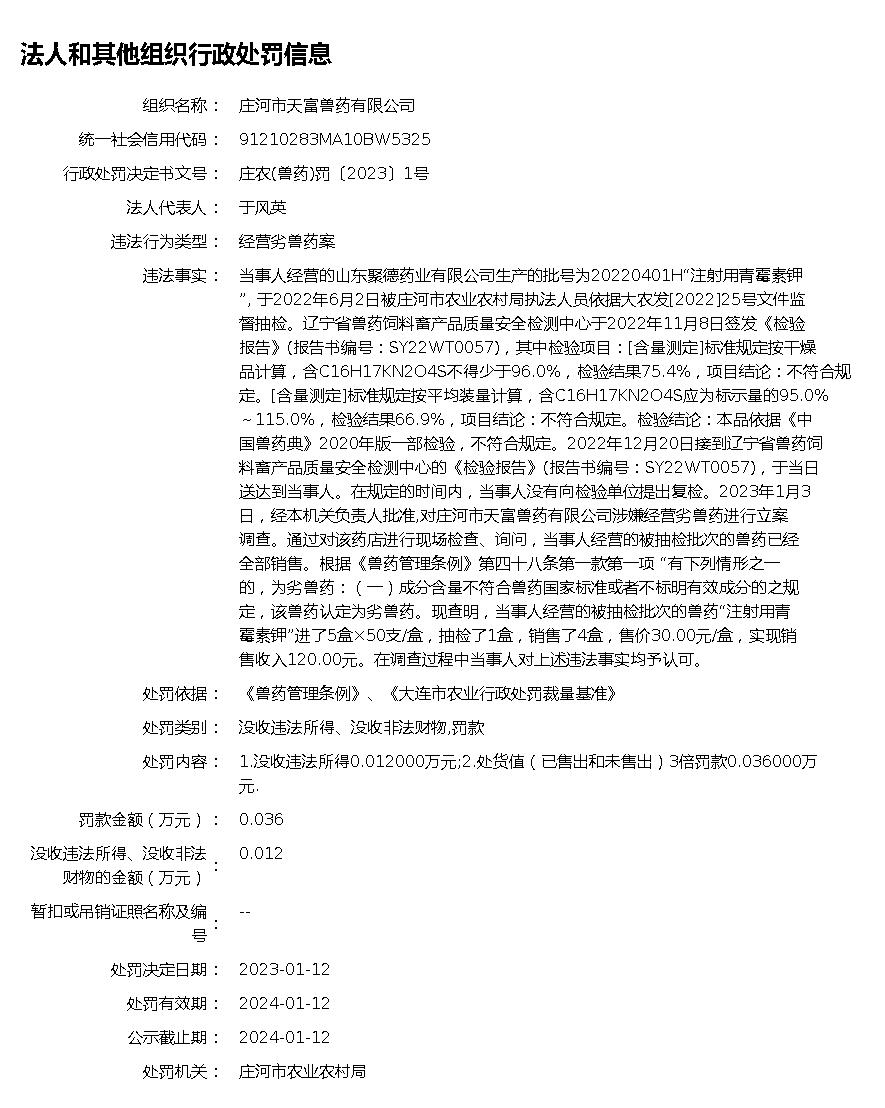 法人和其他组织行政处罚信息
组织名称： 庄河市天富兽药有限公司
统一社会信用代码： 91210283MA10BW5325
行政处罚决定书文号： 庄农(兽药)罚〔2023〕1号
法人代表人： 于风英
违法行为类型： 经营劣兽药案
违法事实： 当事人经营的山东聚德药业有限公司生产的批号为20220401H“注射用青霉素钾
”, 于2022年6月2日被庄河市农业农村局执法人员依据大农发[2022]25号文件监
督抽检。辽宁省兽药饲料畜产品质量安全检测中心于2022年11月8日签发《检验
报告》(报告书编号：SY22WT0057)，其中检验项目：[含量测定]标准规定按干燥
品计算，含C16H17KN2O4S不得少于96.0%，检验结果75.4%，项目结论：不符合规
定。[含量测定]标准规定按平均装量计算，含C16H17KN2O4S应为标示量的95.0%
～115.0%，检验结果66.9%，项目结论：不符合规定。检验结论：本品依据《中
国兽药典》2020年版一部检验，不符合规定。2022年12月20日接到辽宁省兽药饲
料畜产品质量安全检测中心的《检验报告》(报告书编号：SY22WT0057)，于当日
送达到当事人。在规定的时间内，当事人没有向检验单位提出复检。2023年1月3
日，经本机关负责人批准,对庄河市天富兽药有限公司涉嫌经营劣兽药进行立案
调查。通过对该药店进行现场检查、询问，当事人经营的被抽检批次的兽药已经
全部销售。根据《兽药管理条例》第四十八条第一款第一项 “有下列情形之一
的，为劣兽药：（一）成分含量不符合兽药国家标准或者不标明有效成分的之规
定，该兽药认定为劣兽药。现查明，当事人经营的被抽检批次的兽药“注射用青
霉素钾”进了5盒×50支/盒，抽检了1盒，销售了4盒，售价30.00元/盒，实现销
售收入120.00元。在调查过程中当事人对上述违法事实均予认可。
处罚依据： 《兽药管理条例》、《大连市农业行政处罚裁量基准》
处罚类别： 没收违法所得、没收非法财物,罚款
处罚内容： 1.没收违法所得0.012000万元;2.处货值（已售出和未售出）3倍罚款0.036000万
元.
罚款金额（万元）： 0.036
没收违法所得、没收非法
财物的金额（万元）： 0.012
暂扣或吊销证照名称及编
号： --
处罚决定日期： 2023-01-12
处罚有效期： 2024-01-12
公示截止期： 2024-01-12
处罚机关： 庄河市农业农村局